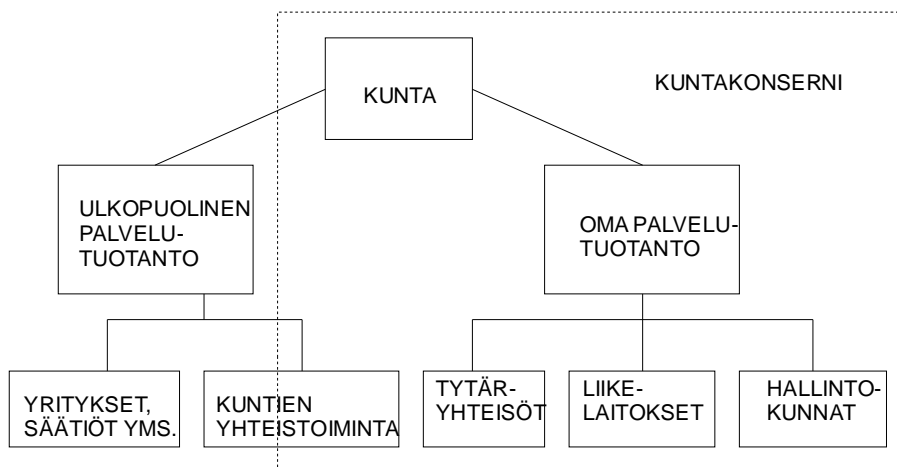 KUNTA
KUNTAKONSERNI
ULKOPUOLINEN
PALVELU-
TUOTANTO
OMA PALVELU-
TUOTANTO
YRITYKSET,
SÄÄTIÖT YMS.
KUNTIEN
YHTEISTOIMINTA
TYTÄR-
YHTEISÖT
LIIKE-
LAITOKSET
HALLINTO-
KUNNAT